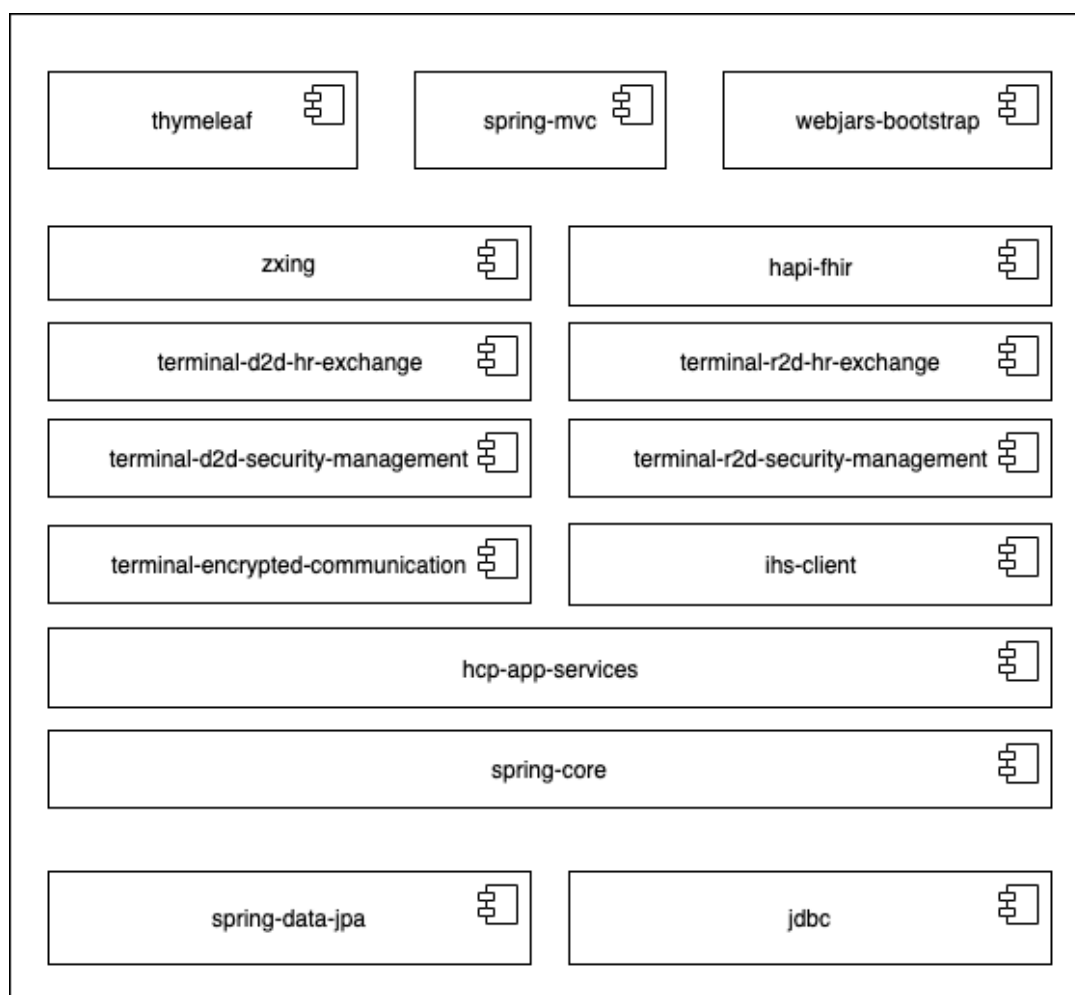 thymeleaf
spring-mvc
webjars-bootstrap
zxing
hapi-fhir
terminal-d2d-hr-exchange
terminal-r2d-hr-exchange
terminal-d2d-security-management
terminal-r2d-security-management
terminal-encrypted-communication
ihs-client
hcp-app-services
spring-core
spring-data-jpa
jdbc